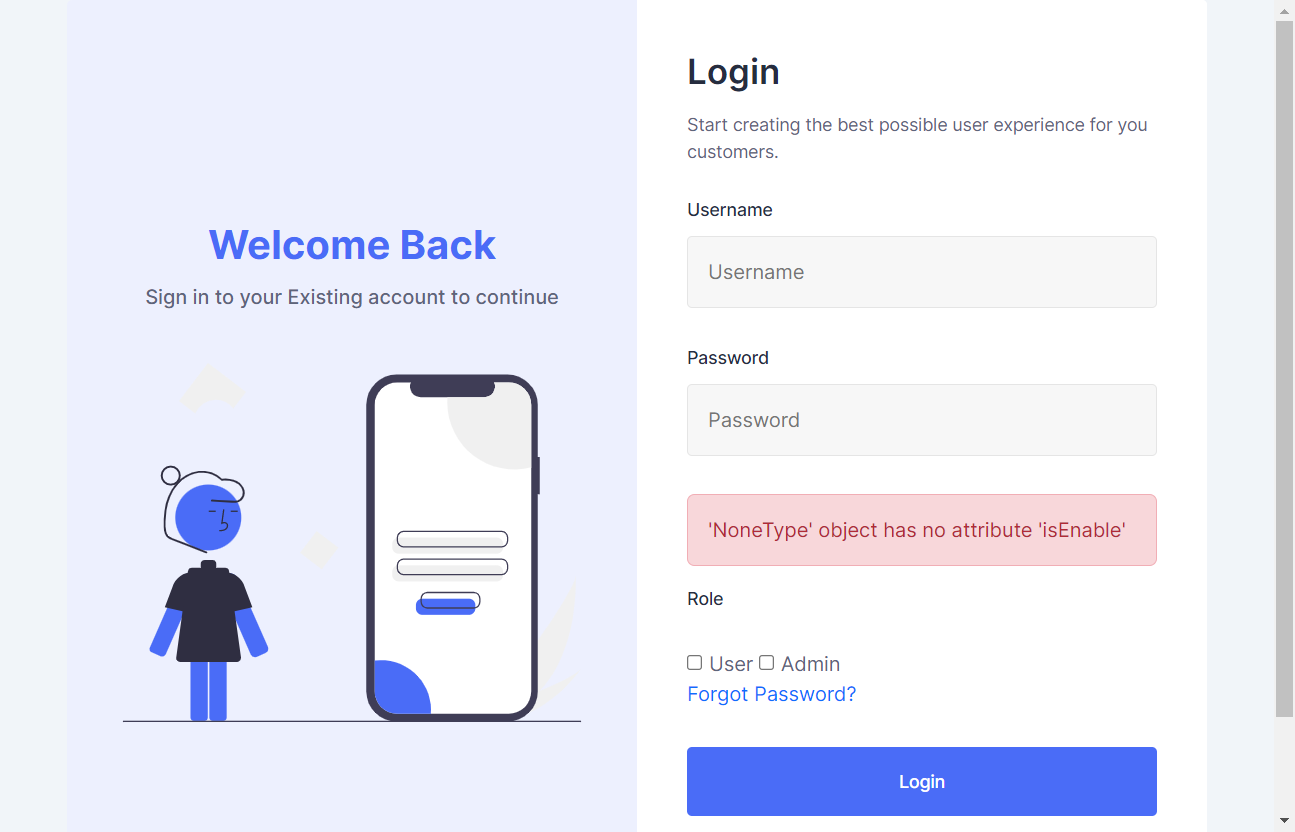 Welcome Back
Sign in to your Existing account to continue
Login
Start creating the best possible user experience for you
customers.
Username
Username
Password
Password
'NoneType' object has no attribute 'isEnable'
Role
User Admin
Forgot Password?
Login